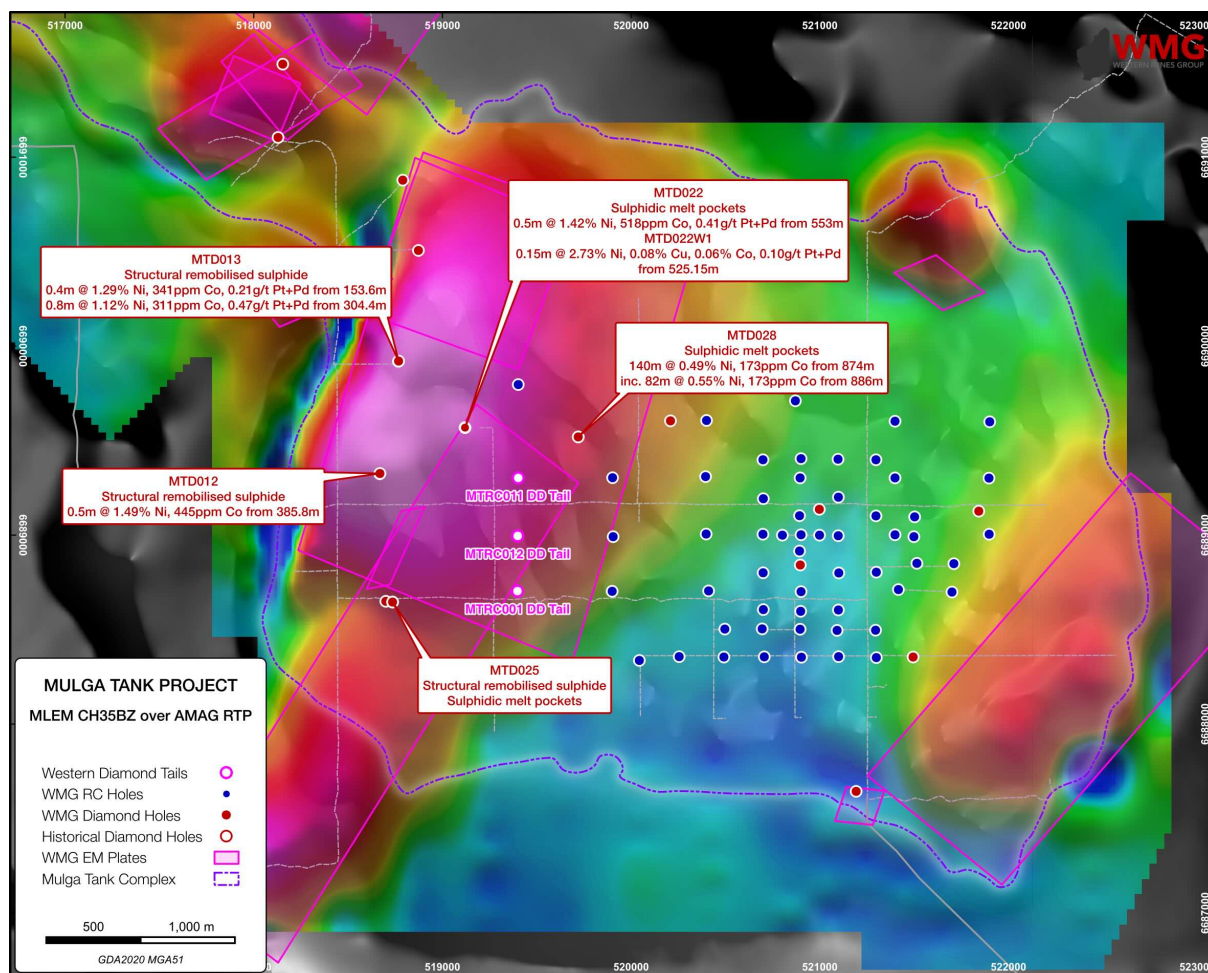 517000 518000 519000 520000 521000 522000 523000
WMG
WESTERN MINES GROUP
6691000
6691000
MTD022
Sulphidic melt pockets
0.5m @ 1.42% Ni, 518ppm Co, 0.41g/t Pt+Pd from 553m
MTD022W1
0.15m @ 2.73% Ni, 0.08% Cu, 0.06% Co, 0.10g/t Pt+Pd
from 525.15m
MTD013
Structural remobilised sulphide
0.4m @ 1.29% Ni, 341ppm Co, 0.21g/t Pt+Pd from 153.6m
0.8m @ 1.12% Ni, 311ppm Co, 0.47g/t Pt+Pd from 304.4m
6690000
6690000
MTD028
Sulphidic melt pockets
140m @ 0.49% Ni, 173ppm Co from 874m
inc. 82m @ 0.55% Ni, 173ppm Co from 886m
MTD012
Structural remobilised sulphide
0.5m @ 1.49% Ni, 445ppm Co from 385.8m
MTRC011 DD Tail
6689000
6689000
MTRC012 DD Tail
MTRC001 DD Tail
MTD025
Structural remobilised sulphide
Sulphidic melt pockets
MULGA TANK PROJECT
MLEM CH35BZ over AMAG RTP
Western Diamond Tails
WMG RC Holes
WMG Diamond Holes
Historical Diamond Holes
WMG EM Plates
Mulga Tank Complex
500 1,000 m
GDA2020 MGA51
6688000
6687000
518000 519000 520000 521000 522000 523000